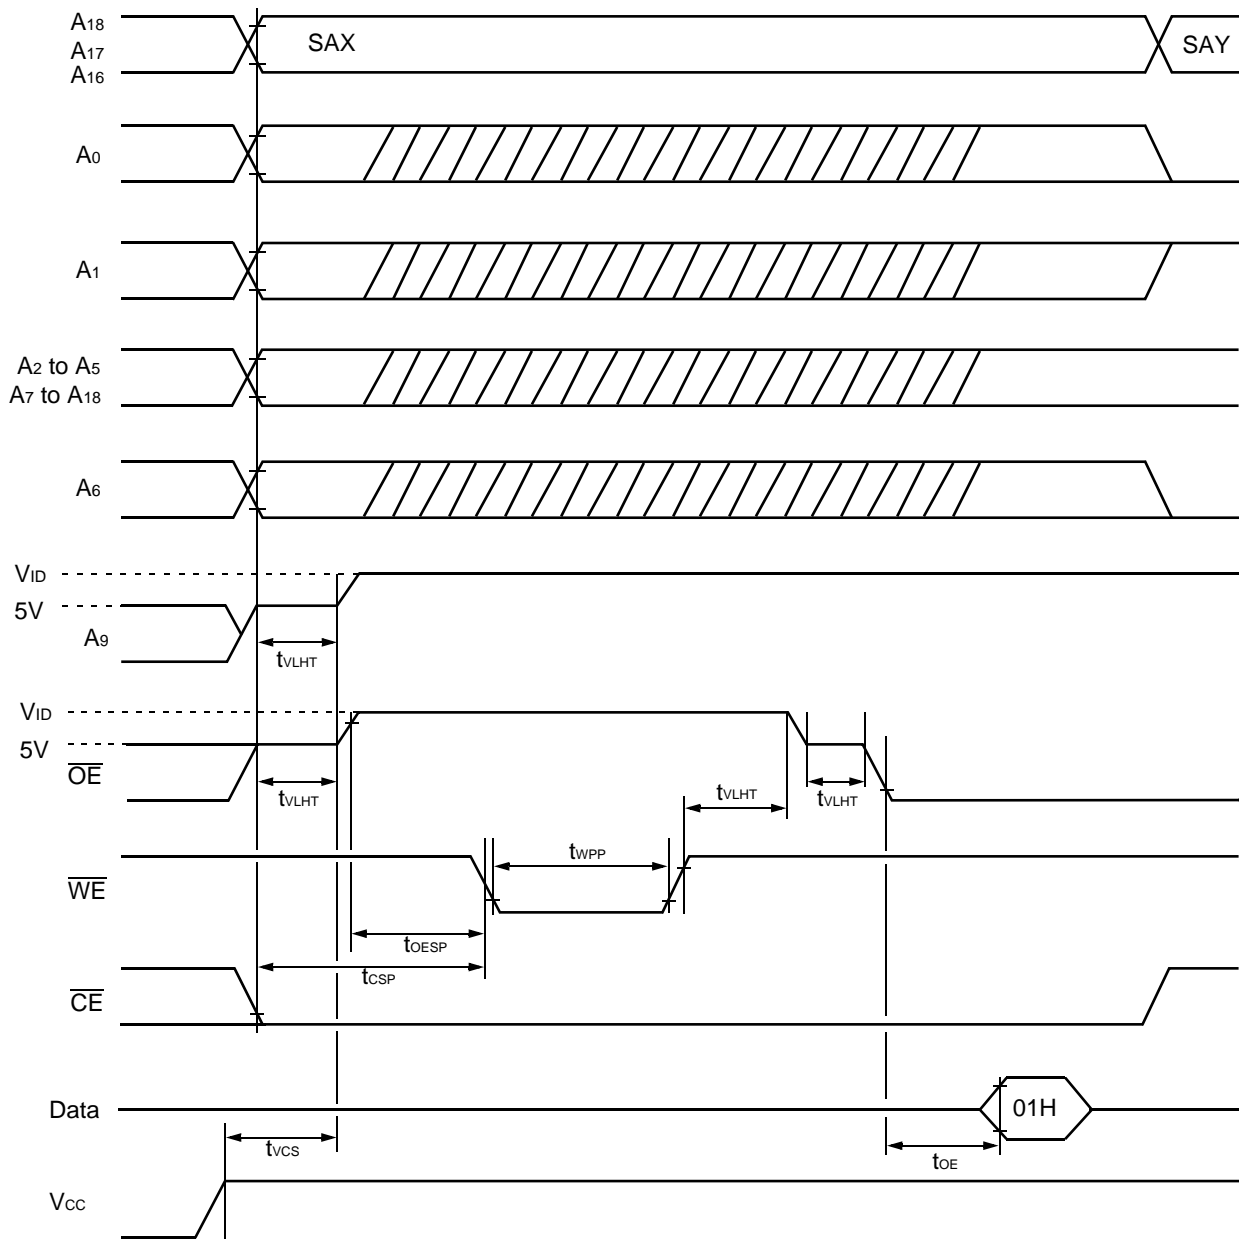 A18
A17
A16
SAX
SAY
A0
A1
A2 to A5
A7 to A18
A6
VID
5V
A9
tVLHT
VID
5V
OE
tVLHT
tVLHT
tVLHT
tWPP
WE
tOESP
tCSP
CE
Data
01H
tVCS
tOE
VCC